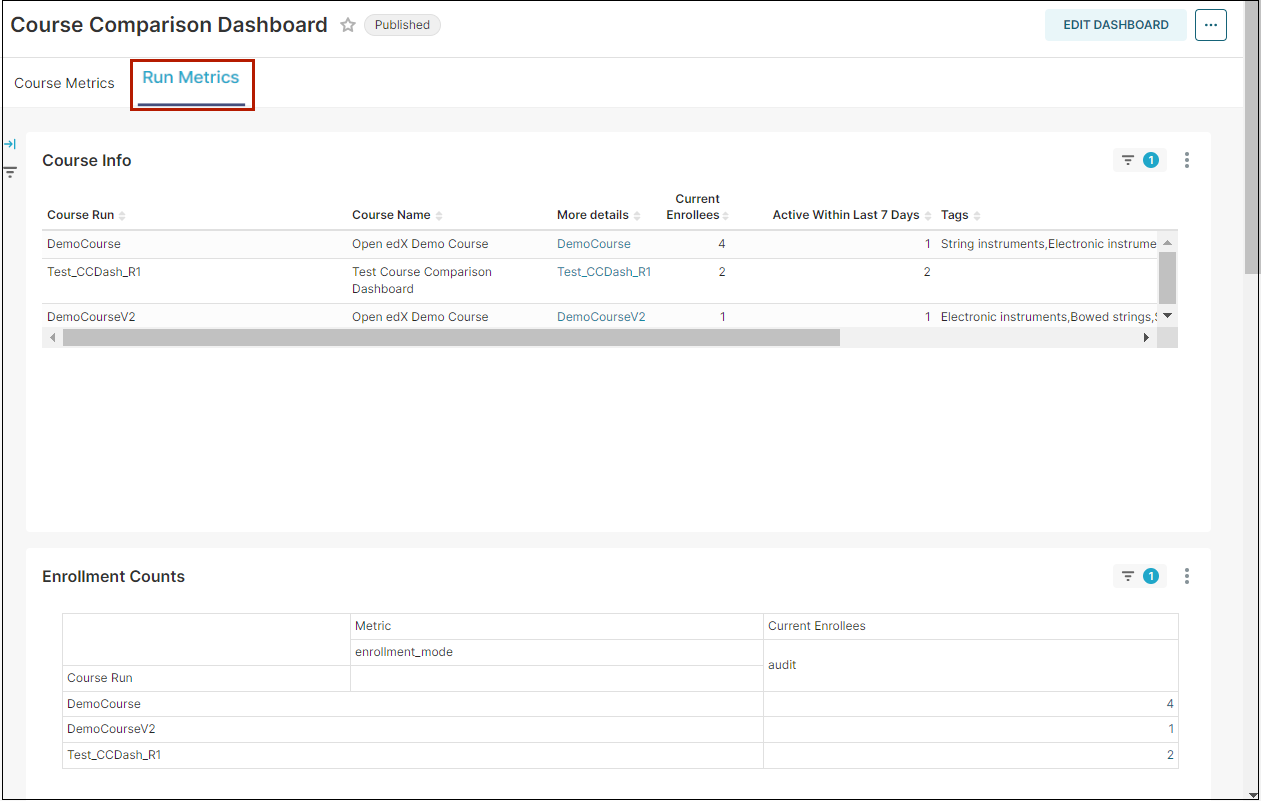 Course Comparison Dashboard Published EDIT DASHBOARD
Course Metrics Run Metrics
Course Info 1
Current
Course Run Course Name More details Enrollees Active Within Last 7 Days Tags
DemoCourse Open edX Demo Course DemoCourse 4 1 String instruments,Electronic instrume
Test_CCDash_R1 Test Course Comparison Test_CCDash_R1 2 2
Dashboard
DemoCourseV2 Open edX Demo Course DemoCourseV2 1 1 Electronic instruments,Bowed strings,
Enrollment Counts 1
Metric Current Enrollees
enrollment_mode
audit
Course Run
DemoCourse 4
DemoCourseV2 1
Test_CCDash_R1 2